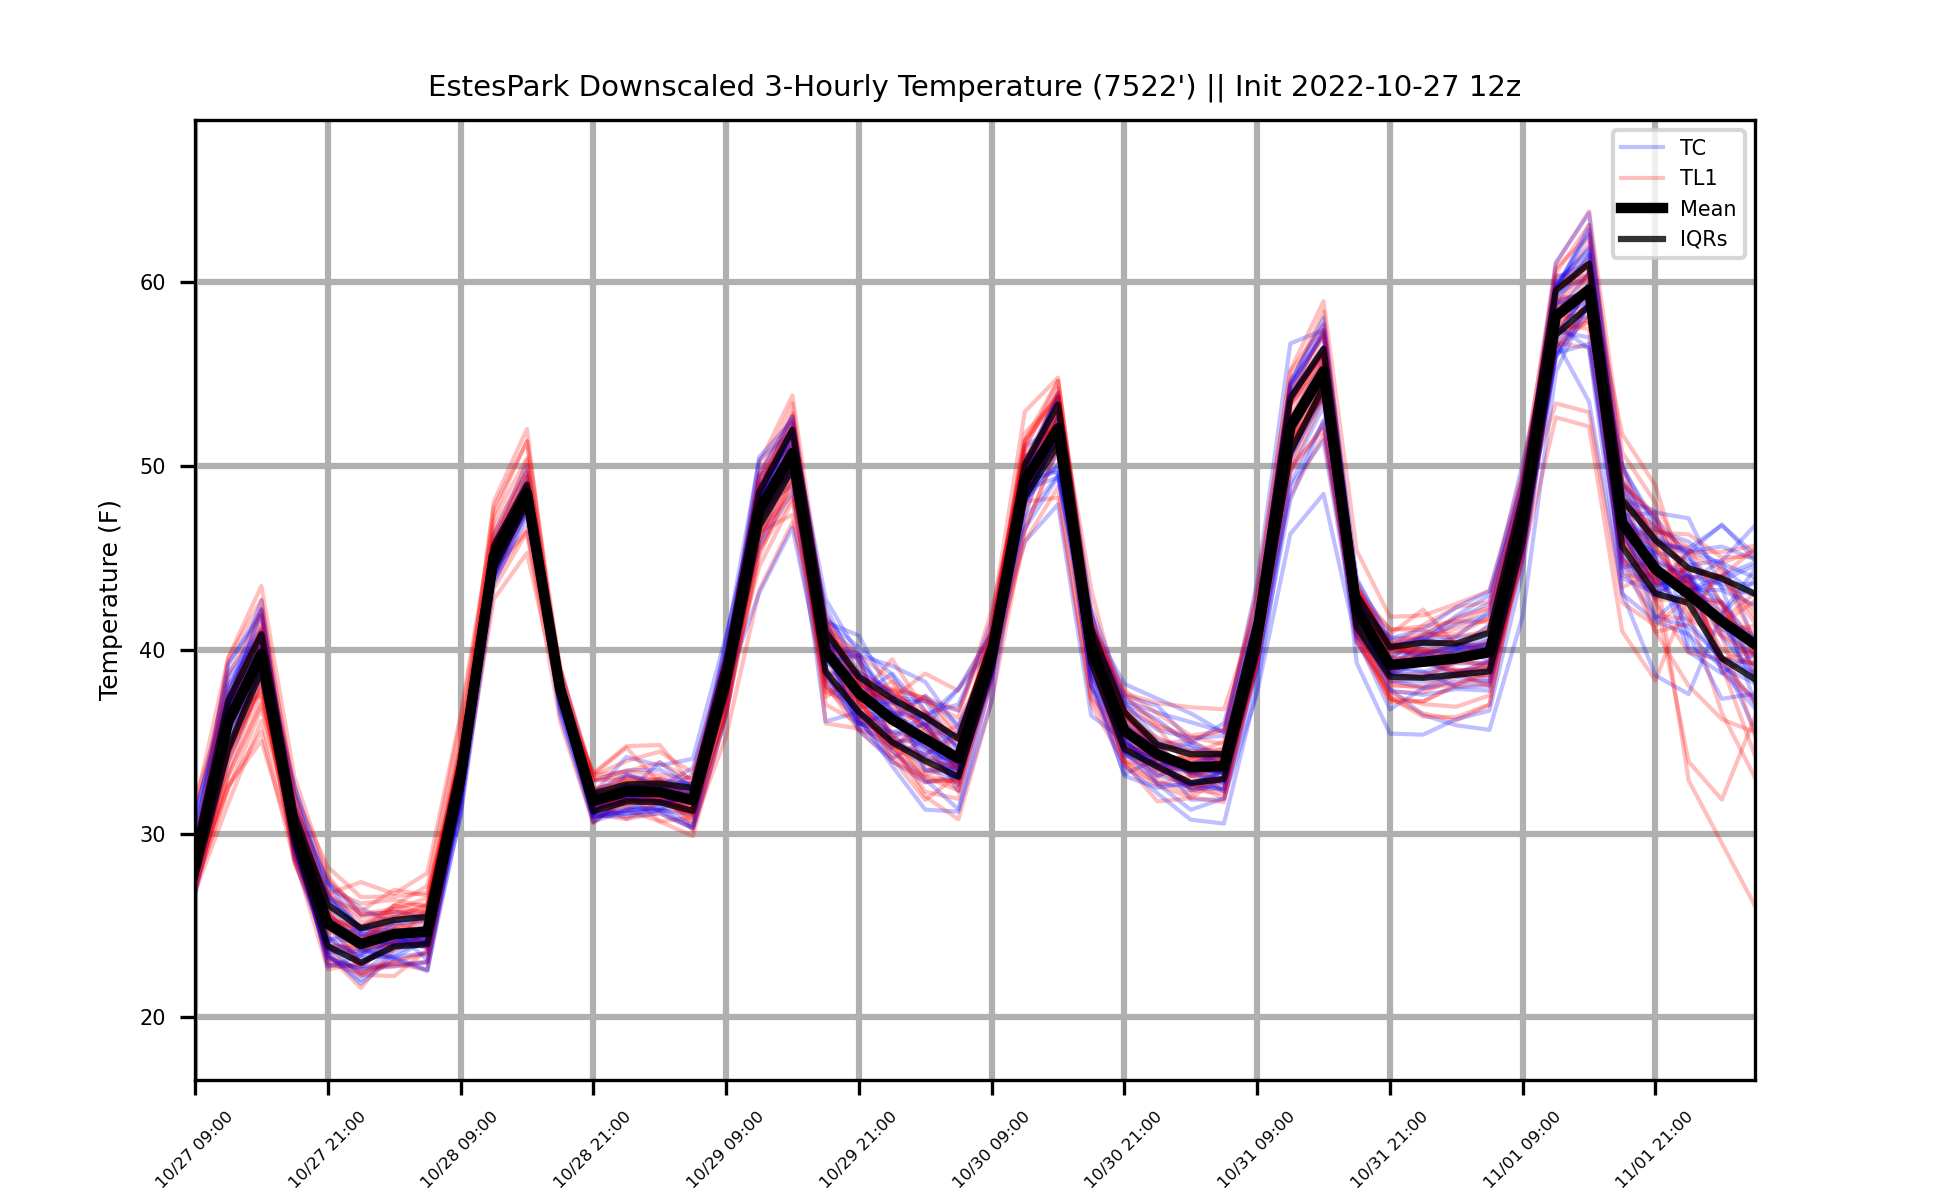 EstesPark Downscaled 3-Hourly Temperature (7522') || Init 2022-10-27 12z
TC
TL1
Mean
IQRs
Temperature (F)
60
50
40
30
20
10/27 09:00
10/27 21:00
10/28 09:00
10/28 21:00
10/29 09:00
10/29 21:00
10/30 09:00
10/30 21:00
10/31 09:00
10/31 21:00
11/01 09:00
11/01 21:00